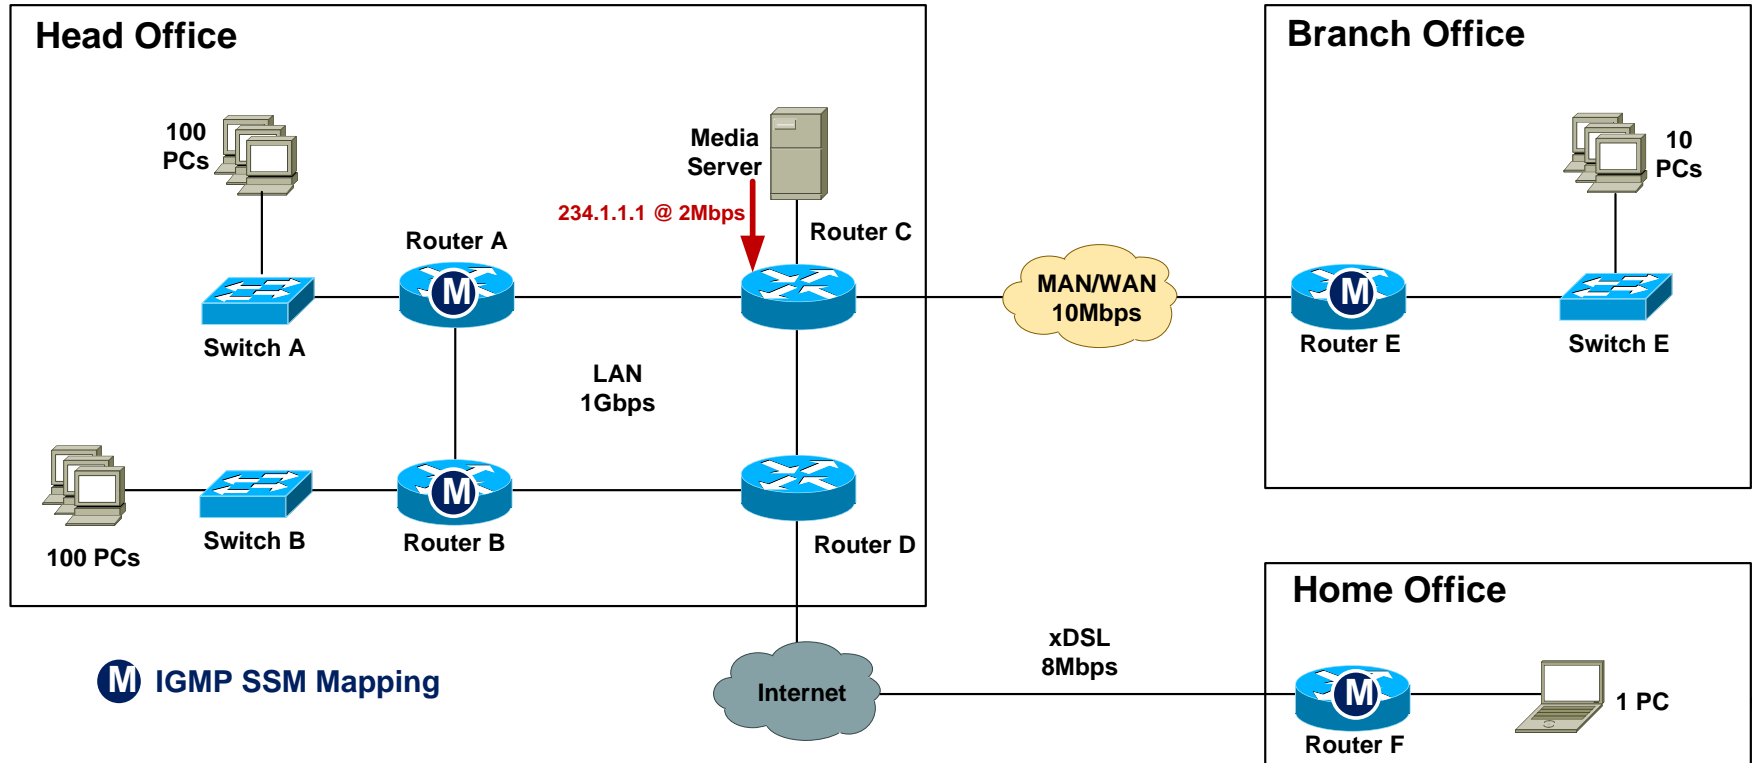 Head Office
Branch Office
100
PCs
Media
Server
10
PCs
234.1.1.1 @ 2Mbps
Router A
Router C
M
MAN/WAN
10Mbps
M
Switch A
Router E
Switch E
LAN
1Gbps
M
100 PCs
Switch B
Router B
Router D
Home Office
xDSL
8Mbps
M IGMP SSM Mapping
Internet
M
1 PC
Router F